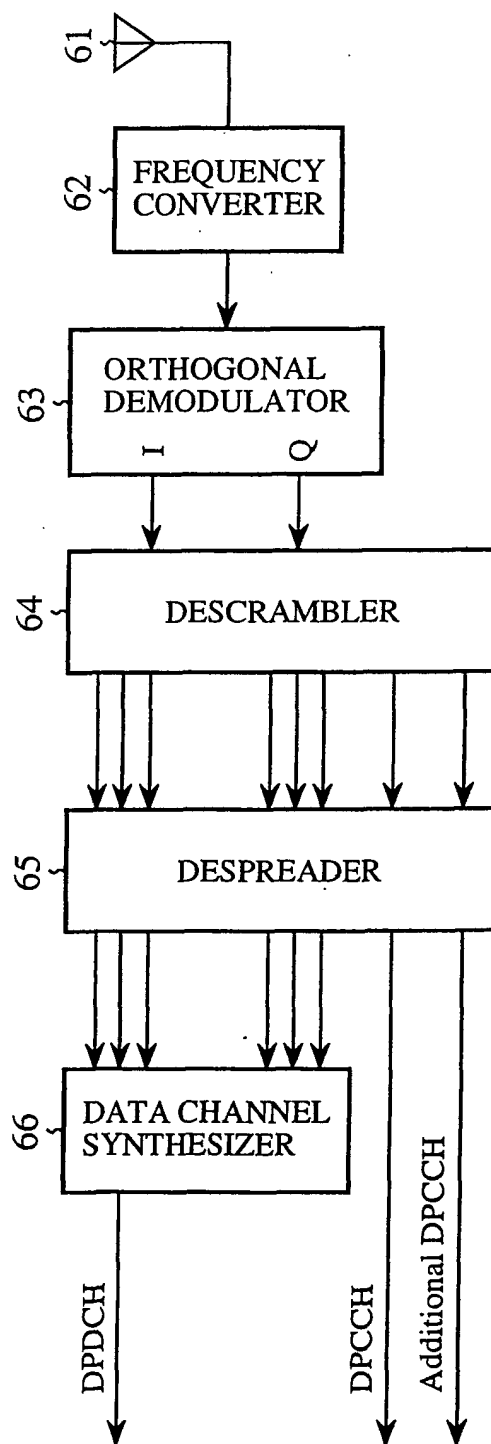 61
62
FREQUENCY
CONVERTER
63
ORTHOGONAL
DEMODULATOR
I
Q
64
DESCRAMBLER
65
DESPREADER
66
DATA CHANNEL
SYNTHESIZER
DPDCH
DPCCH
Additional DPCCH